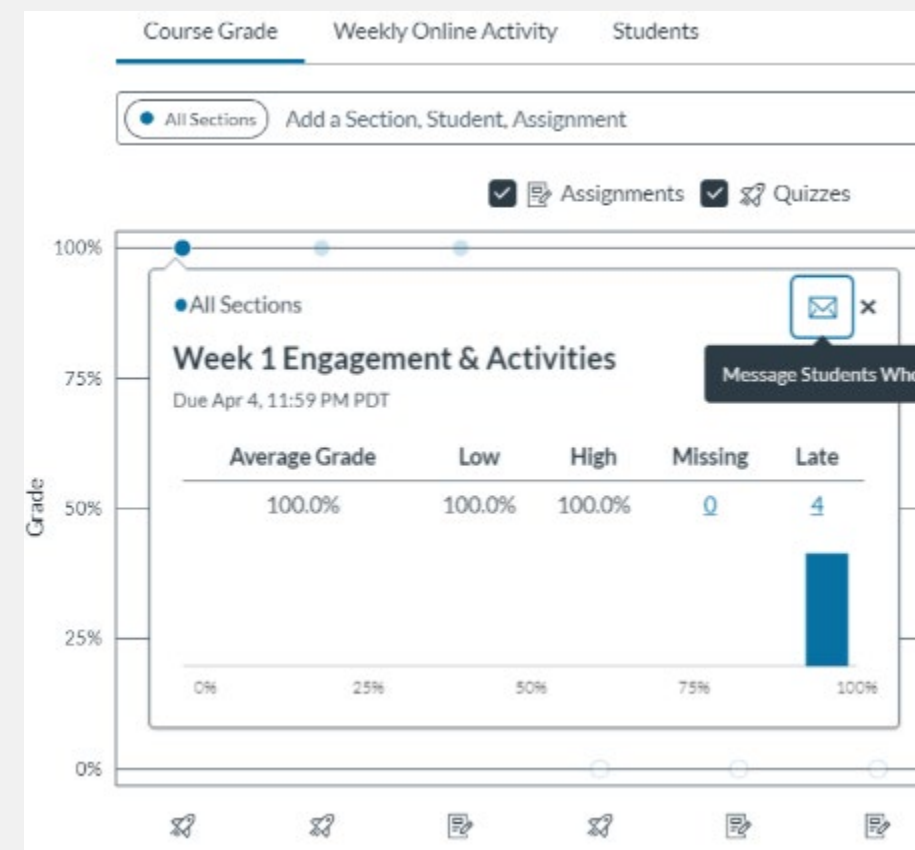 Course Grade Weekly Online Activity Students
All Sections Add a Section, Student, Assignment
Assignments Quizzes
100%
All Sections
Week 1 Engagement & Activities
Message Students Who
75%
Due Apr 4, 11:59 PM PDT
Average Grade Low High Missing Late
Grade
50%
100.0% 100.0% 100.0% 0 4
25%
0% 25% 50% 75% 100%
0%